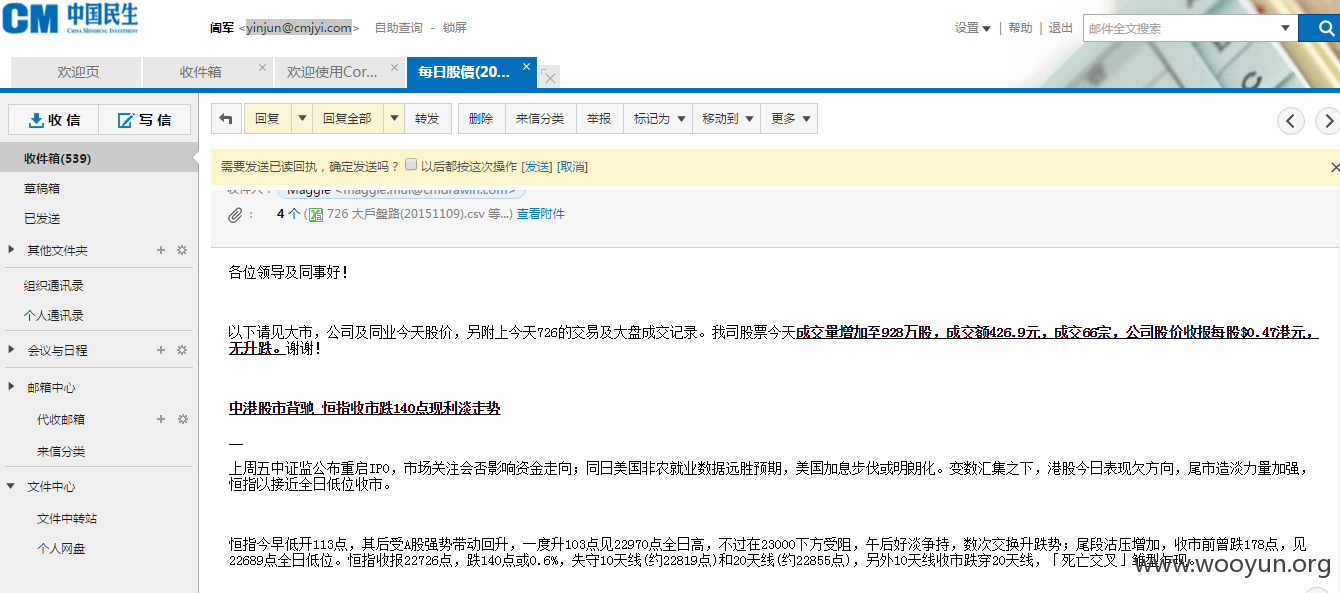 CM 中国民生
CHINA MINSHENG INVESTMENT
阎军 <yinjun@cmjyi.com> 自助查询 - 锁屏
设置 | 帮助 | 退出 邮件全文搜索
欢迎页 收件箱 欢迎使用Cor... 每日股價(20...
收信 写信
回复 回复全部 转发 删除 来信分类 举报 标记为 移动到 更多
收件箱(539)
草稿箱
已发送
其他文件夹
组织通讯录
个人通讯录
会议与日程
邮箱中心
代收邮箱
来信分类
文件中心
文件中转站
个人网盘
需要发送已读回执，确定发送吗？ 以后都按这次操作 [发送] [取消]
收件人： Maggie <maggie.mui@cmdrawin.com>
： 4 个 (726 大戶盤路(20151109).csv 等...) 查看附件
各位领导及同事好！
以下请见大市，公司及同业今天股价，另附上今天726的交易及大盘成交记录。我司股票今天成交量增加至928万股，成交额426.9元，成交66宗，公司股价收报每股$0.47港元，
无升跌。谢谢！
中港股市背驰 恒指收市跌140点现利淡走势
上周五中证监公布重启IPO，市场关注会否影响资金走向；同日美国非农就业数据远胜预期，美国加息步伐或明朗化。变数汇集之下，港股今日表现欠方向，尾市造淡力量加强，
恒指以接近全日低位收市。
恒指今早低开113点，其后受A股强势带动回升，一度升103点见22970点全日高，不过在23000下方受阻，午后好淡争持，数次交换升跌势；尾段沽压增加，收市前曾跌178点，见
22689点全日低位。恒指收报22726点，跌140点或0.6%，失守10天线(约22819点)和20天线(约22855点)，另外10天线收市跌穿20天线，「死亡交叉」雏型乍现。
www.wooyun.org